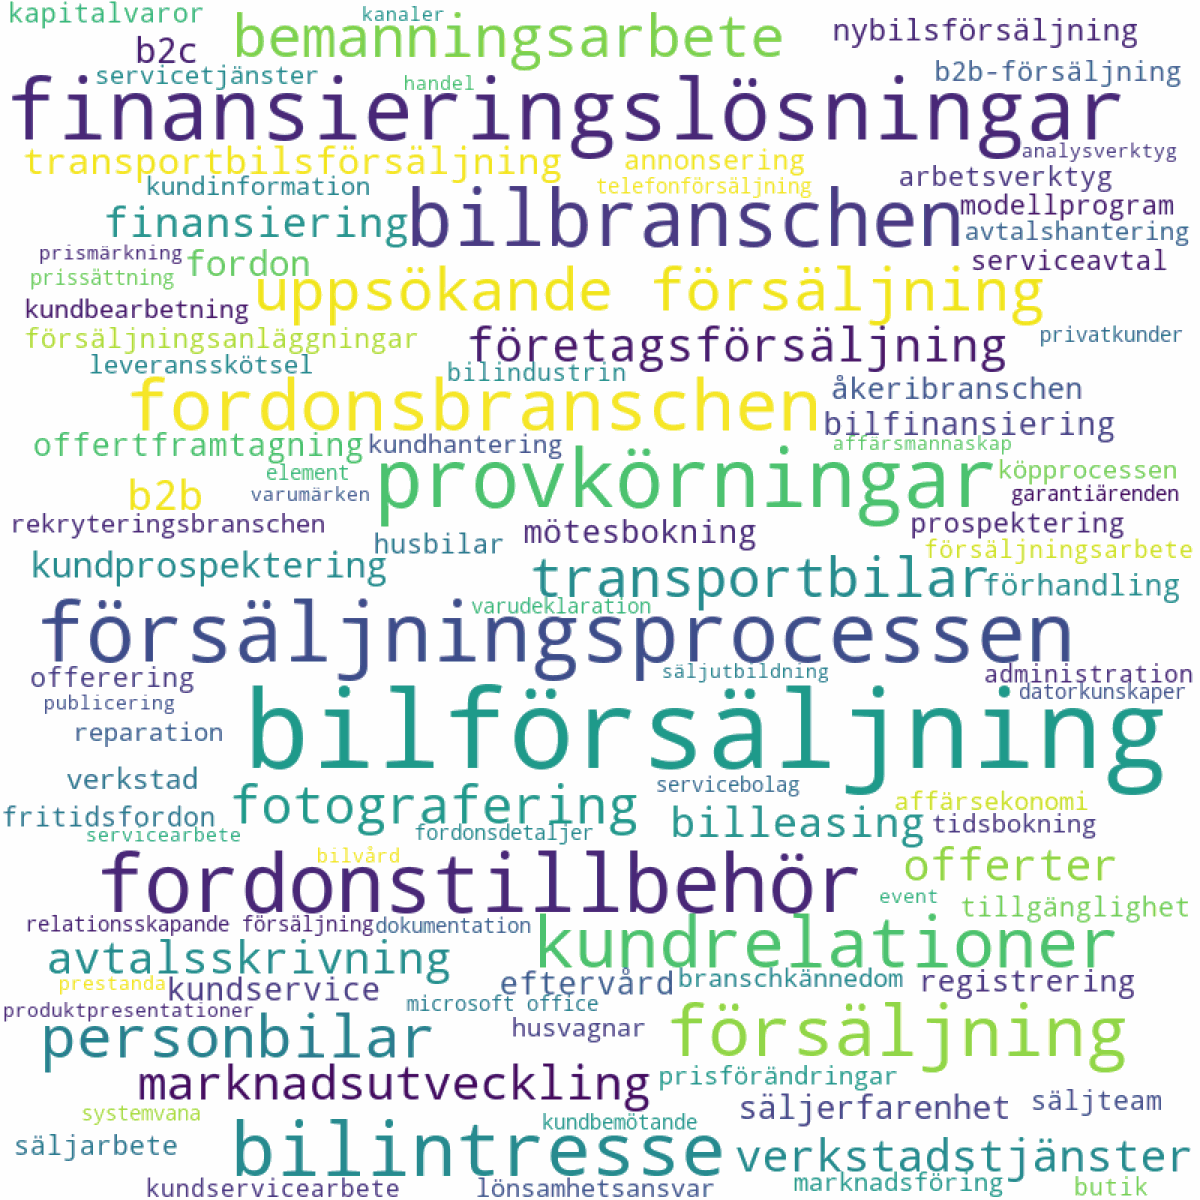 kapitalvaror
kanaler
bemanningsarbete
nybilsförsäljning
b2c
servicetjänster
handel
b2b-försäljning
finansieringslösningar
transportbilsförsäljning
annonsering
analysverktyg
kundinformation
telefonförsäljning
arbetsverktyg
finansiering
bilbranschen
modellprogram
avtalshantering
prismärkning
fordon
serviceavtal
prissättning
uppsökande försäljning
kundbearbetning
försäljningsanläggningar
företagsförsäljning
privatkunder
leveransskötsel
bilindustrin
fordonsbranschen
åkeribranschen
bilfinansiering
offertframtagning
kundhantering
affärsmannaskap
element
provkörningar
köpprocessen
b2b
varumärken
garantiärenden
rekryteringsbranschen
mötesbokning
prospektering
husbilar
försäljningsarbete
kundprospektering
transportbilar
förhandling
varudeklaration
försäljningsprocessen
offerering
säljutbildning
administration
publicering
datorkunskaper
reparation
bilförsäljning
verkstad
servicebolag
fritidsfordon
fotografering
affärsekonomi
servicearbete
fordonsdetaljer
billeasing
tidsbokning
bilvård
fordonstillbehör
offerter
event
tillgänglighet
relationsskapande försäljning
dokumentation
kundrelationer
avtalsskrivning
prestanda
kundservice
eftervård
branschkännedom
registrering
produktpresentationer
microsoft office
personbilar
husvagnar
försäljning
marknadsutveckling
prisförändringar
systemvana
kundbemötande
säljerfarenhet
säljteam
säljarbete
bilintresse
verkstadstjänster
kundservicearbete
lönsamhetsansvar
marknadsföring
butik